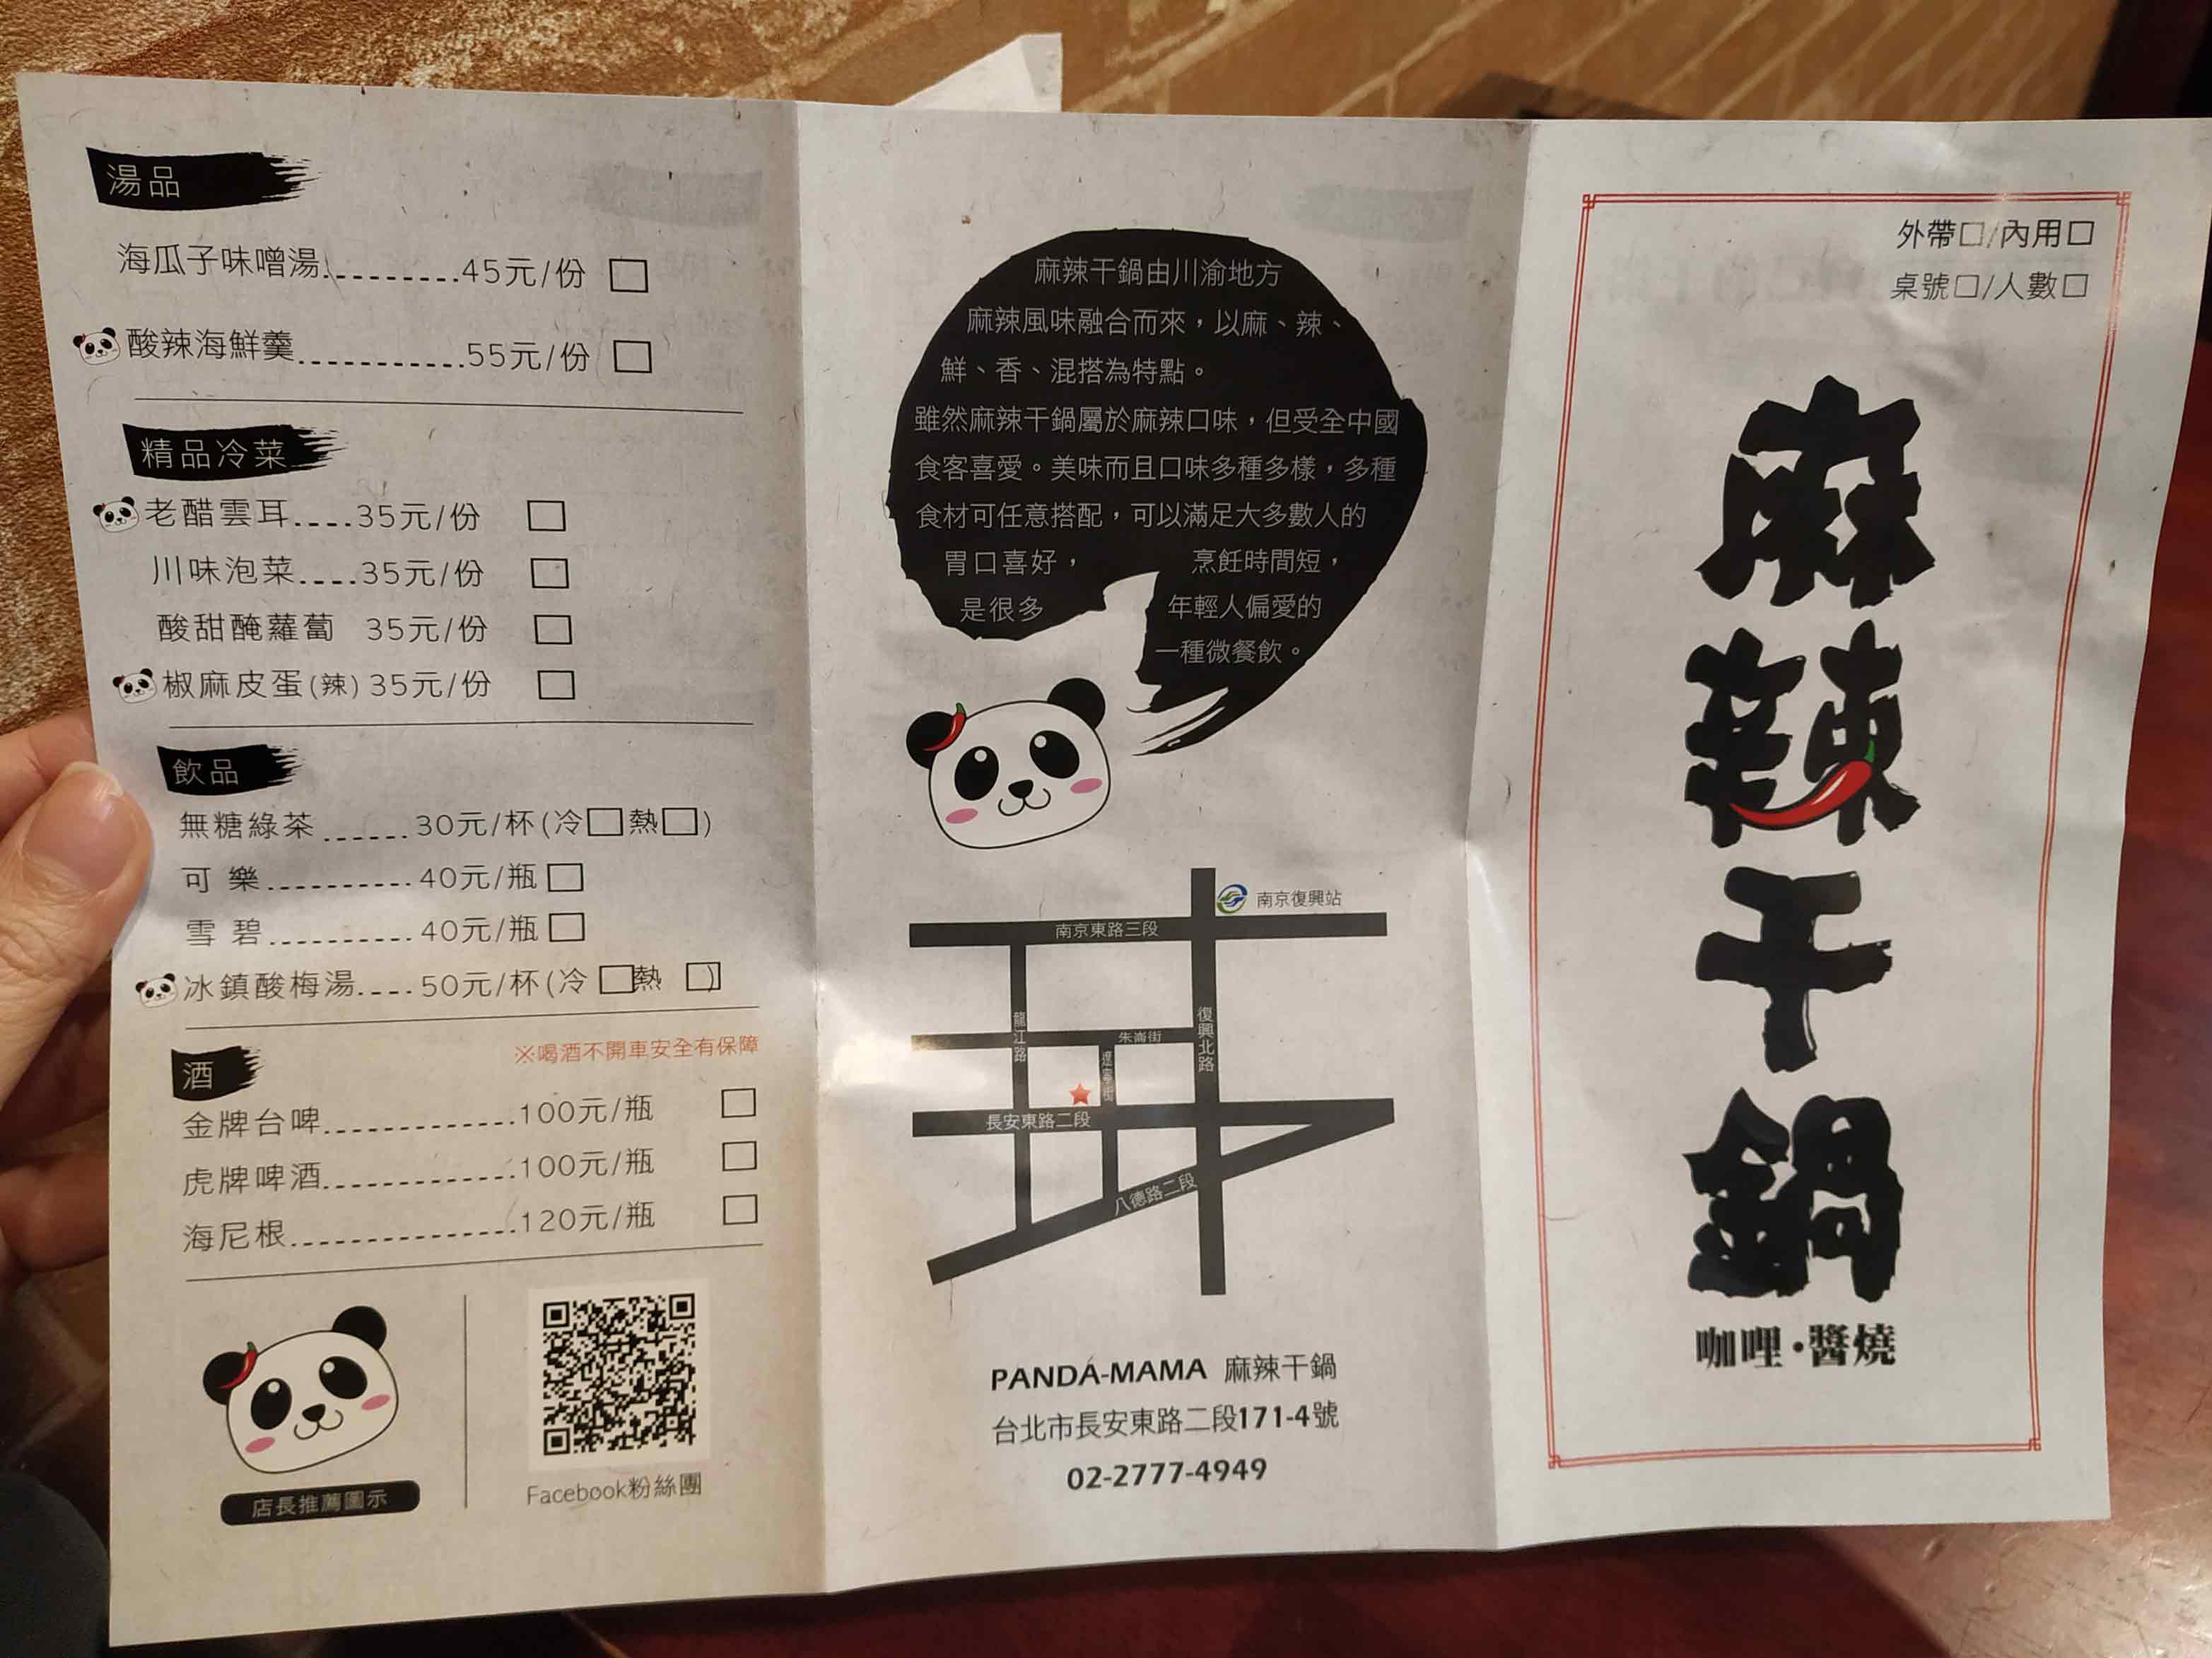 湯品
海瓜子味噌湯.........45元/份 □
酸辣海鮮羹............55元/份 □
精品冷菜
老醋雲耳....35元/份 □
川味泡菜....35元/份 □
酸甜醃蘿蔔 35元/份 □
椒麻皮蛋(辣)35元/份 □
飲品
無糖綠茶......30元/杯(冷□熱□)
可樂...........40元/瓶□
雪碧...........40元/瓶□
冰鎮酸梅湯....50元/杯(冷□熱□)
※喝酒不開車安全有保障
酒
金牌台啤..............100元/瓶 □
虎牌啤酒..............100元/瓶 □
海尼根.................120元/瓶 □
店長推薦圖示
Facebook粉絲團
麻辣干鍋由川渝地方
麻辣風味融合而來,以麻、辣、
鮮、香、混搭為特點。
雖然麻辣干鍋屬於麻辣口味,但受全中國
食客喜愛。美味而且口味多種多樣,多種
食材可任意搭配,可以滿足大多數人的
胃口喜好, 烹飪時間短,
是很多 年輕人偏愛的
一種微餐飲。
南京復興站
南京東路三段
龍江路
朱崙街
復興北路
遼寧街
長安東路二段
八德路二段
PANDA-MAMA 麻辣干鍋
台北市長安東路二段171-4號
02-2777-4949
外帶□/內用□
桌號□/人數□
麻辣干鍋
咖哩·醬燒